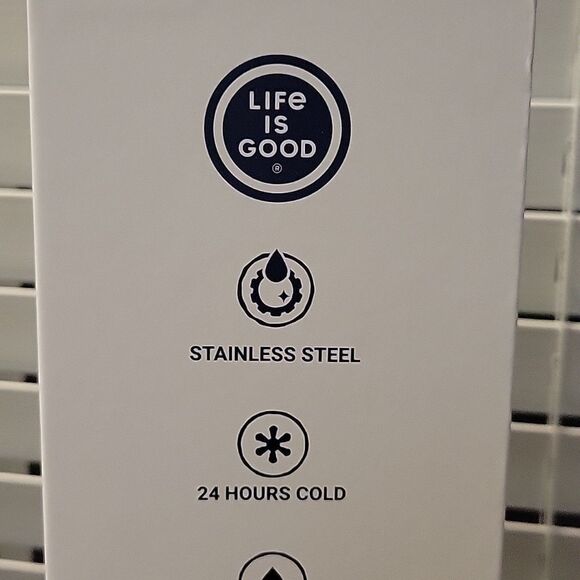 LIFe
IS
GOOD
®
STAINLESS STEEL
24 HOURS COLD